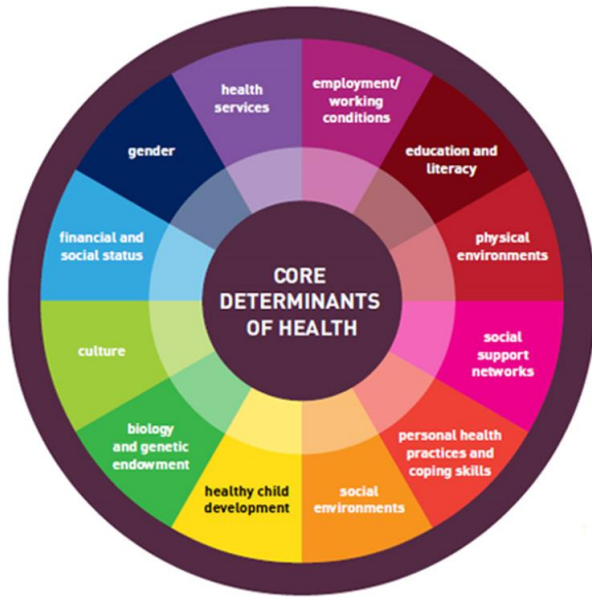 CORE
DETERMINANTS
OF HEALTH
employment/
working
conditions
education and
literacy
physical
environments
social
support
networks
personal health
practices and
coping skills
social
environments
healthy child
development
biology
and genetic
endowment
culture
financial and
social status
gender
health
services